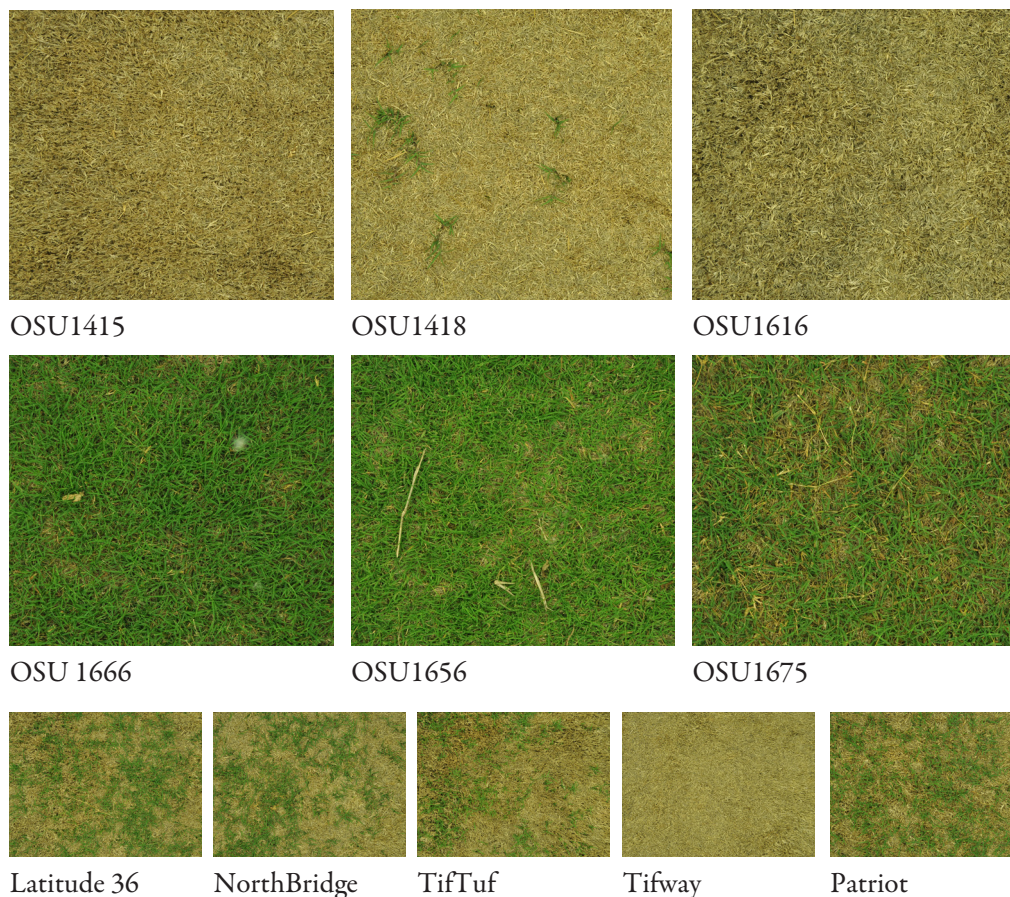 OSU1415 OSU1418 OSU1616
OSU 1666 OSU1656 OSU1675
Latitude 36 NorthBridge TifTuf Tifway Patriot